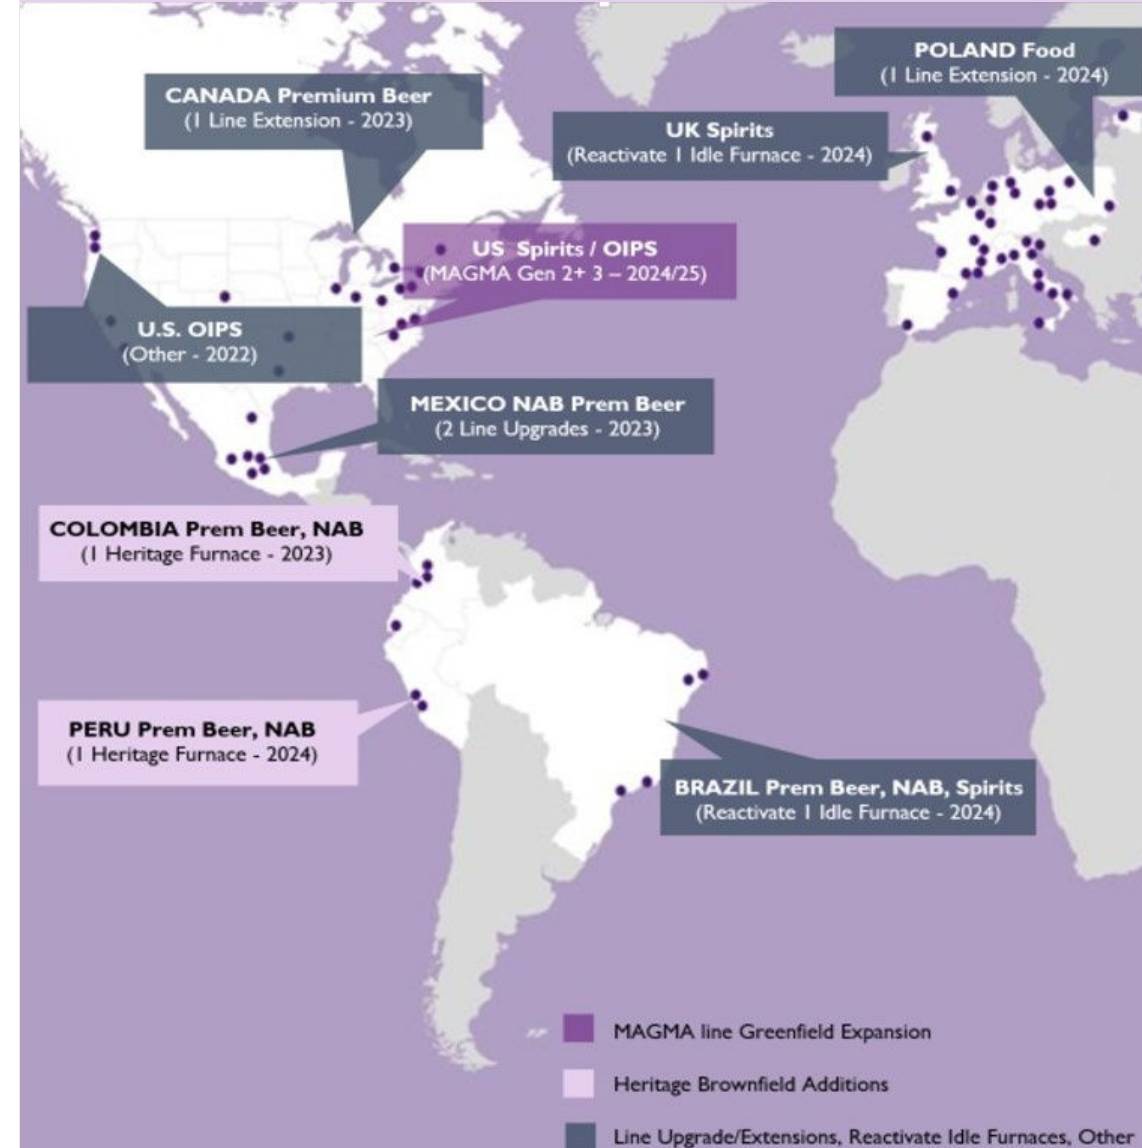 POLAND Food
(1 Line Extension - 2024)
CANADA Premium Beer
(1 Line Extension - 2023)
UK Spirits
(Reactivate 1 Idle Furnace - 2024)
US Spirits / OIPS
(MAGMA Gen 2+ 3 – 2024/25)
U.S. OIPS
(Other - 2022)
MEXICO NAB Prem Beer
(2 Line Upgrades - 2023)
COLOMBIA Prem Beer, NAB
(1 Heritage Furnace - 2023)
PERU Prem Beer, NAB
(1 Heritage Furnace - 2024)
BRAZIL Prem Beer, NAB, Spirits
(Reactivate 1 Idle Furnace - 2024)
MAGMA line Greenfield Expansion
Heritage Brownfield Additions
Line Upgrade/Extensions, Reactivate Idle Furnaces, Other